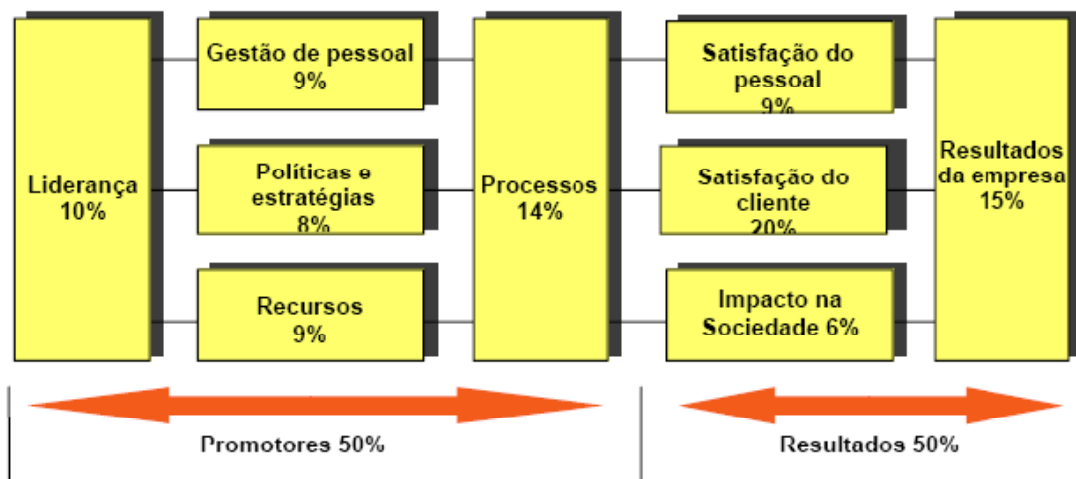 Liderança
10%
Gestão de pessoal
9%
Políticas e
estratégias
8%
Recursos
9%
Processos
14%
Satisfação do
pessoal
9%
Satisfação do
cliente
20%
Impacto na
Sociedade 6%
Resultados
da empresa
15%
Promotores 50%
Resultados 50%